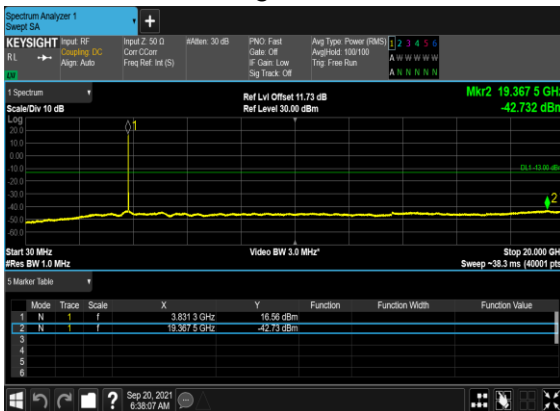 Spectrum Analyzer 1
Swept SA
+
KEYSIGHT Input: RF Input Z: 50 Ω #Atten: 30 dB PNO: Fast Avg Type: Power (RMS) 1 2 3 4 5 6
RL Coupling: DC Corr CCorr Gate: Off Avg|Hold: 100/100 A W W W W W
Align: Auto Freq Ref: Int (S) IF Gain: Low Trig: Free Run
Sig Track: Off A N N N N N
1 Spectrum Ref Lvl Offset 11.73 dB Mkr2 19.367 5 GHz
Scale/Div 10 dB Ref Level 30.00 dBm -42.732 dBm
Log
20.0
10.0
0.00
-10.0
-20.0
-30.0
-40.0
-50.0
-60.0
1
DL1 -13.00 dBm
2
Start 30 MHz Video BW 3.0 MHz* Stop 20.000 GH
#Res BW 1.0 MHz Sweep ~38.3 ms (40001 pts
5 Marker Table
Mode Trace Scale X Y Function Function Width Function Value
1 N 1 f 3.831 3 GHz 16.56 dBm
2 N 1 f 19.367 5 GHz -42.73 dBm
3
4
5
6
? Sep 20, 2021
6:38:07 AM